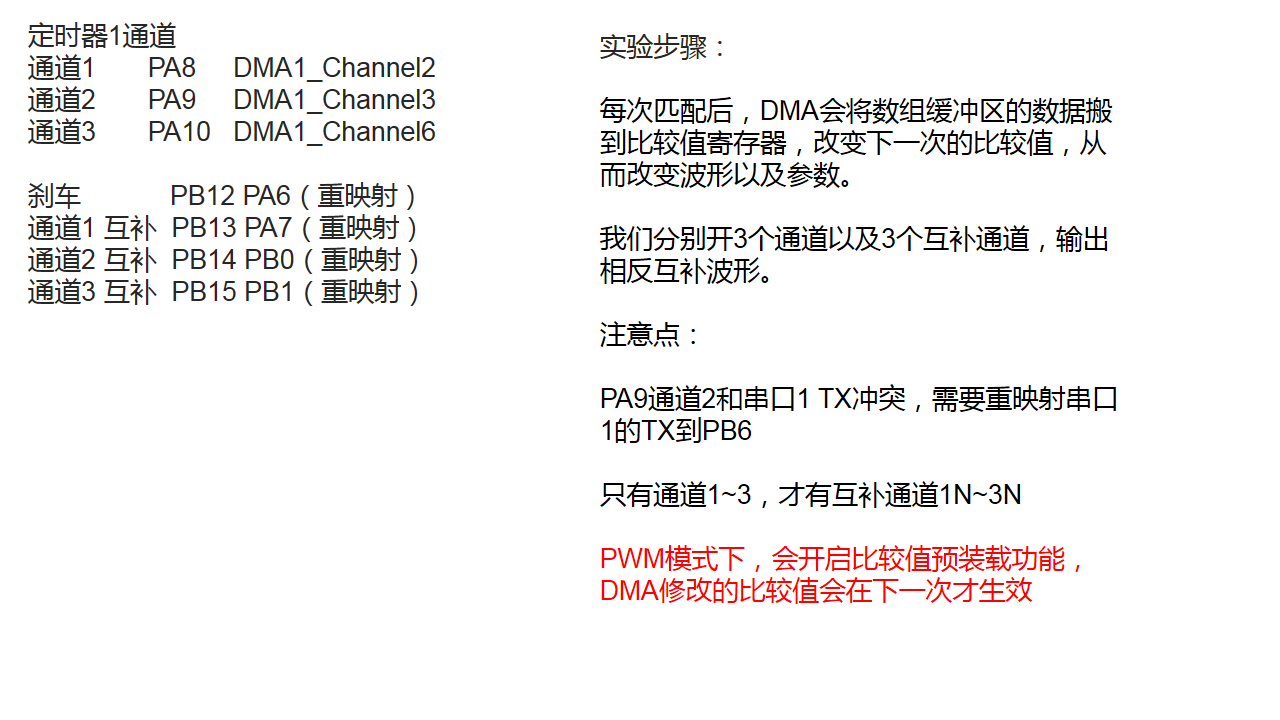 定时器1通道
通道1 PA8 DMA1_Channel2
通道2 PA9 DMA1_Channel3
通道3 PA10 DMA1_Channel6
刹车 PB12 PA6（重映射）
通道1 互补 PB13 PA7（重映射）
通道2 互补 PB14 PB0（重映射）
通道3 互补 PB15 PB1（重映射）
实验步骤：
每次匹配后，DMA会将数组缓冲区的数据搬
到比较值寄存器，改变下一次的比较值，从
而改变波形以及参数。
我们分别开3个通道以及3个互补通道，输出
相反互补波形。
注意点：
PA9通道2和串口1 TX冲突，需要重映射串口
1的TX到PB6
只有通道1~3，才有互补通道1N~3N
PWM模式下，会开启比较值预装载功能，
DMA修改的比较值会在下一次才生效